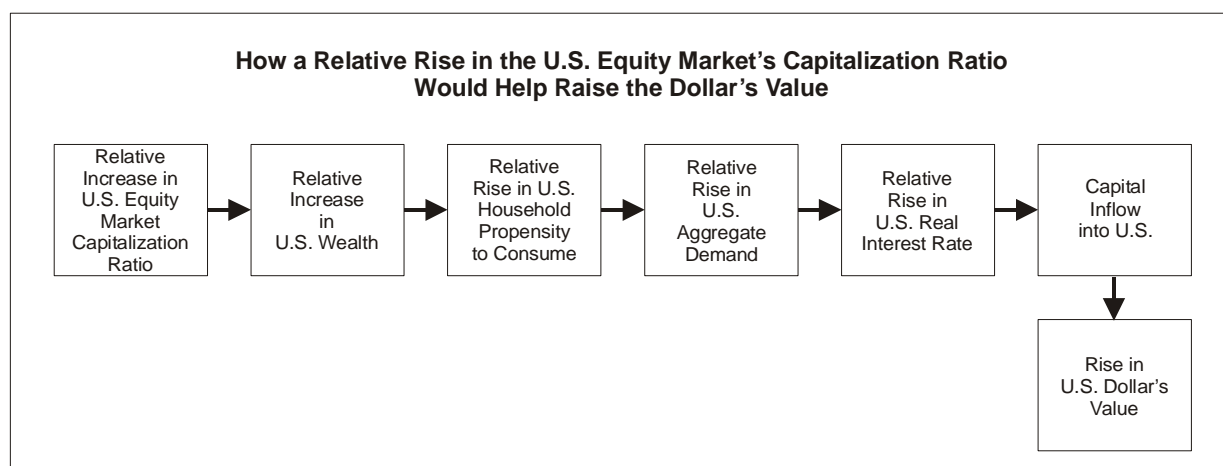 How a Relative Rise in the U.S. Equity Market’s Capitalization Ratio
Would Help Raise the Dollar’s Value
Relative
Increase in
U.S. Equity
Market
Capitalization
Ratio
Relative
Increase
in
U.S. Wealth
Relative
Rise in U.S.
Household
Propensity
to Consume
Relative
Rise in
U.S.
Aggregate
Demand
Relative
Rise in
U.S. Real
Interest Rate
Capital
Inflow
into U.S.
Rise in
U.S. Dollar’s
Value